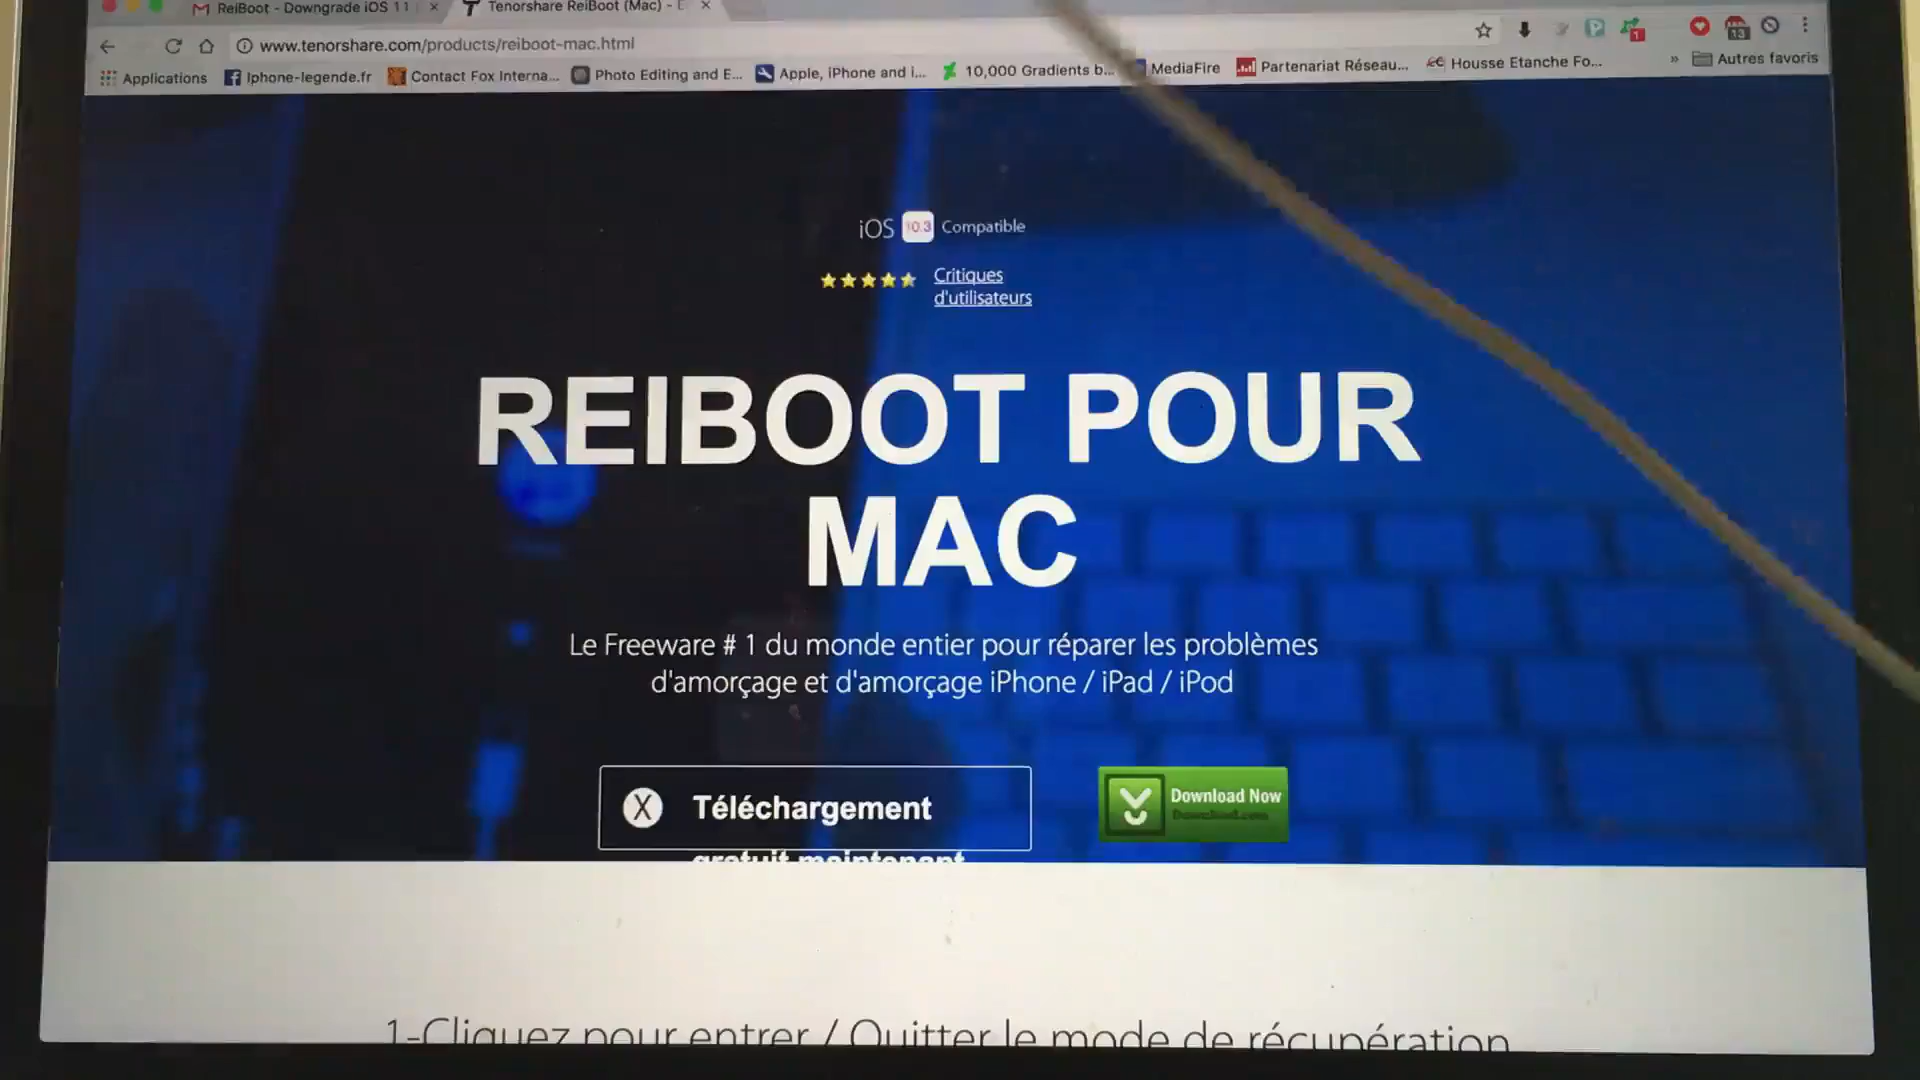 ReiBoot - Downgrade iOS 11
Tenorshare ReiBoot (Mac) - E
www.tenorshare.com/products/reiboot-mac.html
1
13
Applications
Iphone-legende.fr
Contact Fox Interna...
Photo Editing and E...
Apple, iPhone and i...
10,000 Gradients b...
MediaFire
Partenariat Réseau...
Housse Etanche Fo...
» Autres favoris
iOS 10.3 Compatible
Critiques
d'utilisateurs
REIBOOT POUR
MAC
Le Freeware # 1 du monde entier pour réparer les problèmes
d'amorçage et d'amorçage iPhone / iPad / iPod
Téléchargement
gratuit maintenant
Download Now
Download.com
1-Cliquez pour entrer / Quitter le mode de récupération